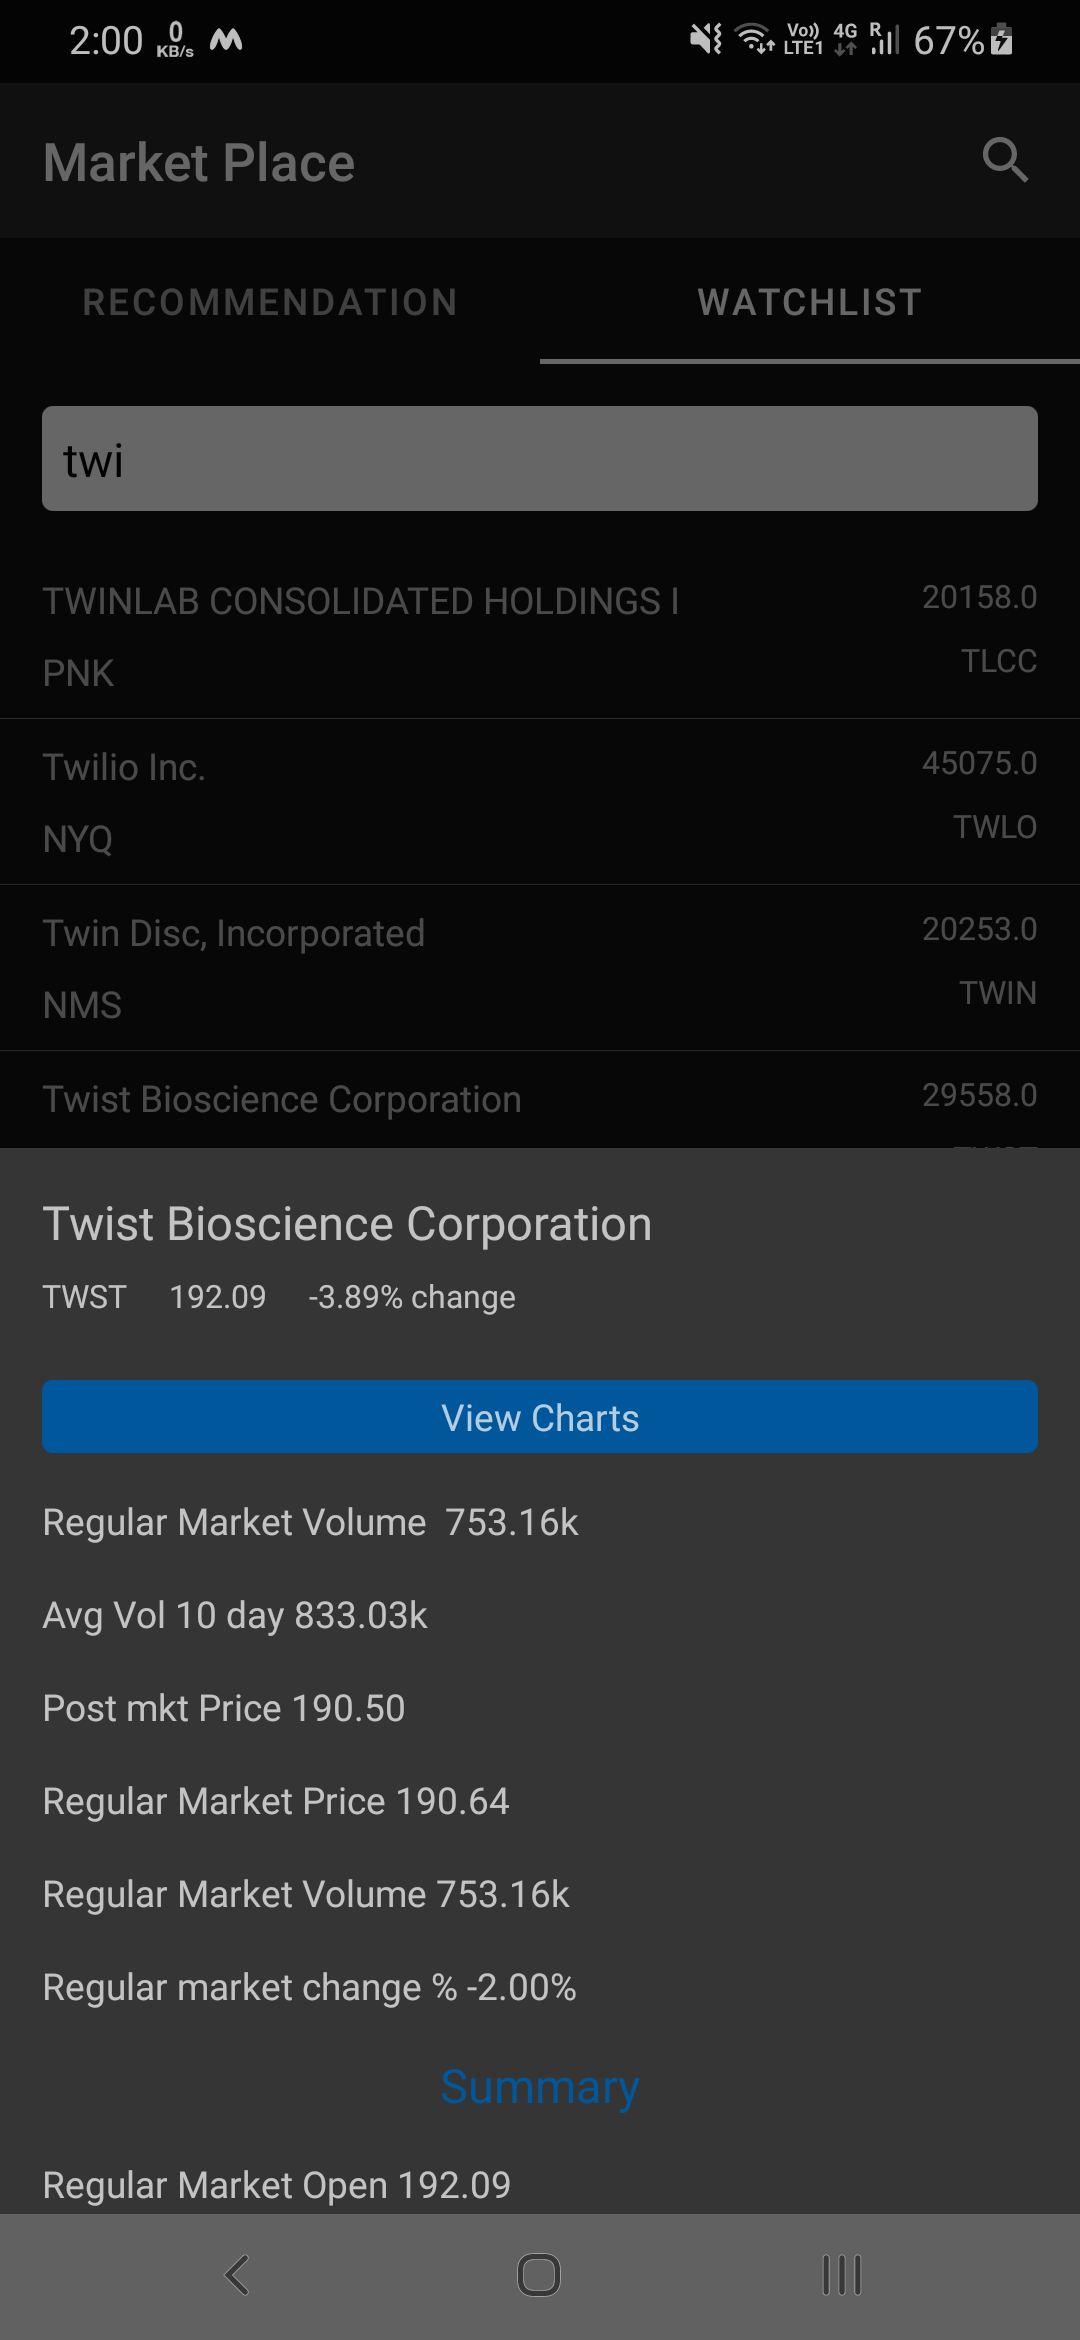 2:00 0 KB/s Vo)) LTE1 4G R 67%
Market Place
RECOMMENDATION WATCHLIST
twi
TWINLAB CONSOLIDATED HOLDINGS I 20158.0
PNK TLCC
Twilio Inc. 45075.0
NYQ TWLO
Twin Disc, Incorporated 20253.0
NMS TWIN
Twist Bioscience Corporation 29558.0
Twist Bioscience Corporation
TWST 192.09 -3.89% change
View Charts
Regular Market Volume 753.16k
Avg Vol 10 day 833.03k
Post mkt Price 190.50
Regular Market Price 190.64
Regular Market Volume 753.16k
Regular market change % -2.00%
Summary
Regular Market Open 192.09